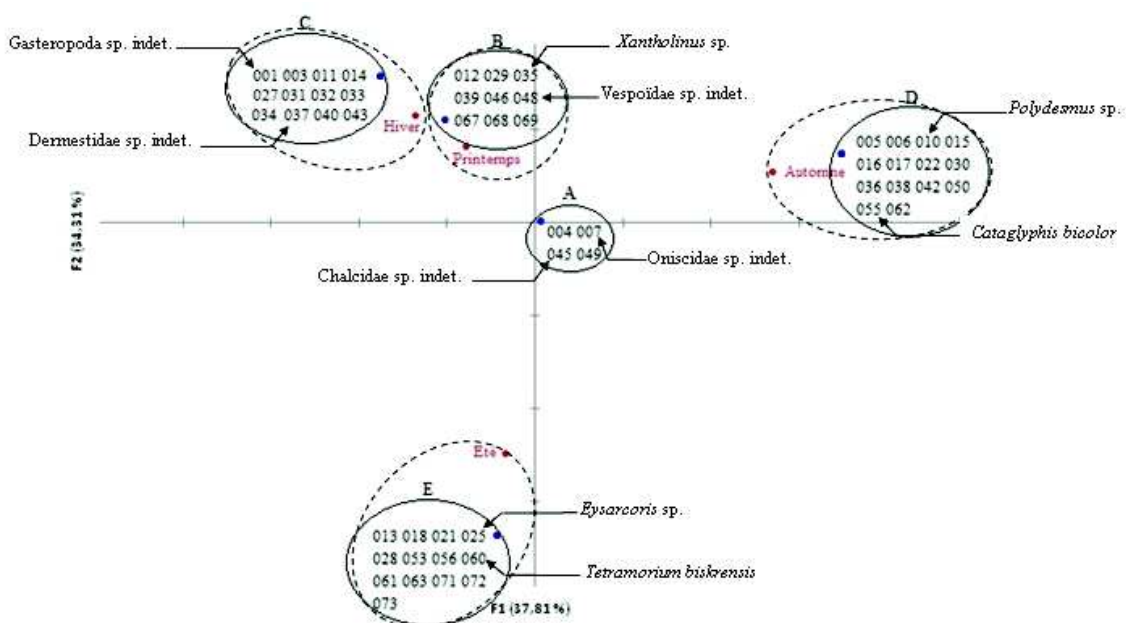 C
Gasteropoda sp. indet.
001 003 011 014
027 031 032 033
034 037 040 043
Dermestidae sp. indet.
Hiver
B
Xantholinus sp.
012 029 035
039 046 048
067 068 069
Vespoïdae sp. indet.
Printemps
D
Polydesmus sp.
005 006 010 015
016 017 022 030
036 038 042 050
055 062
Automne
Cataglyphis bicolor
F2 (34,31%)
A
004 007
045 049
Oniscidae sp. indet.
Chalcidae sp. indet.
Ete
E
Eysarcoris sp.
013 018 021 025
028 053 056 060
061 063 071 072
073
Tetramorium biskrensis
F1 (37,81%)